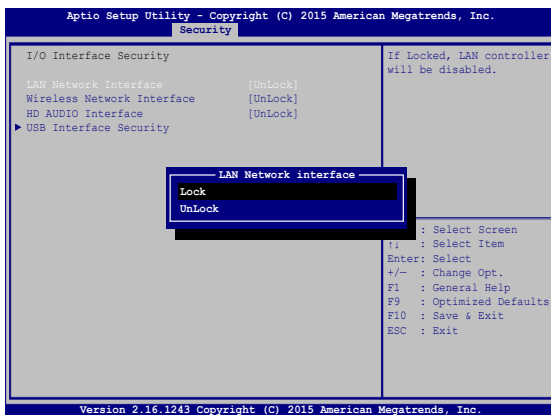 Aptio Setup Utility - Copyright (C) 2015 American Megatrends, Inc.
Security
I/O Interface Security
LAN Network Interface [UnLock]
Wireless Network Interface [UnLock]
HD AUDIO Interface [UnLock]
USB Interface Security
If Locked, LAN controller
will be disabled.
LAN Network interface
Lock
UnLock
: Select Screen
↑↓ : Select Item
Enter: Select
+/— : Change Opt.
F1 : General Help
F9 : Optimized Defaults
F10 : Save & Exit
ESC : Exit
Version 2.16.1243 Copyright (C) 2015 American Megatrends, Inc.